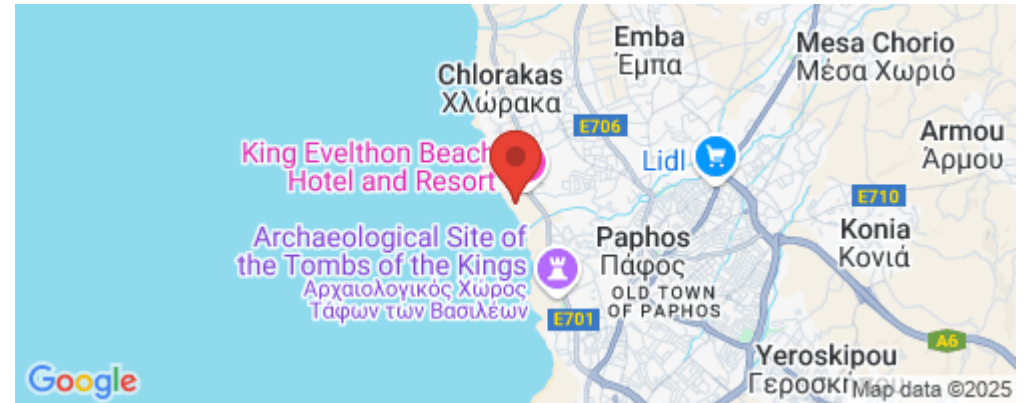 Emba
Έμπα
Mesa Chorio
Μέσα Χωριό
Chlorakas
Χλώρακα
E706
Armou
Άρμου
King Evelthon Beach
Hotel and Resort
Lidl
E710
Archaeological Site of
the Tombs of the Kings
Αρχαιολογικός Χώρος
Τάφων των Βασιλέων
Paphos
Πάφος
OLD TOWN
OF PAPHOS
Konia
Κονιά
E701
A6
Yeroskipou
Google
Map data ©2025